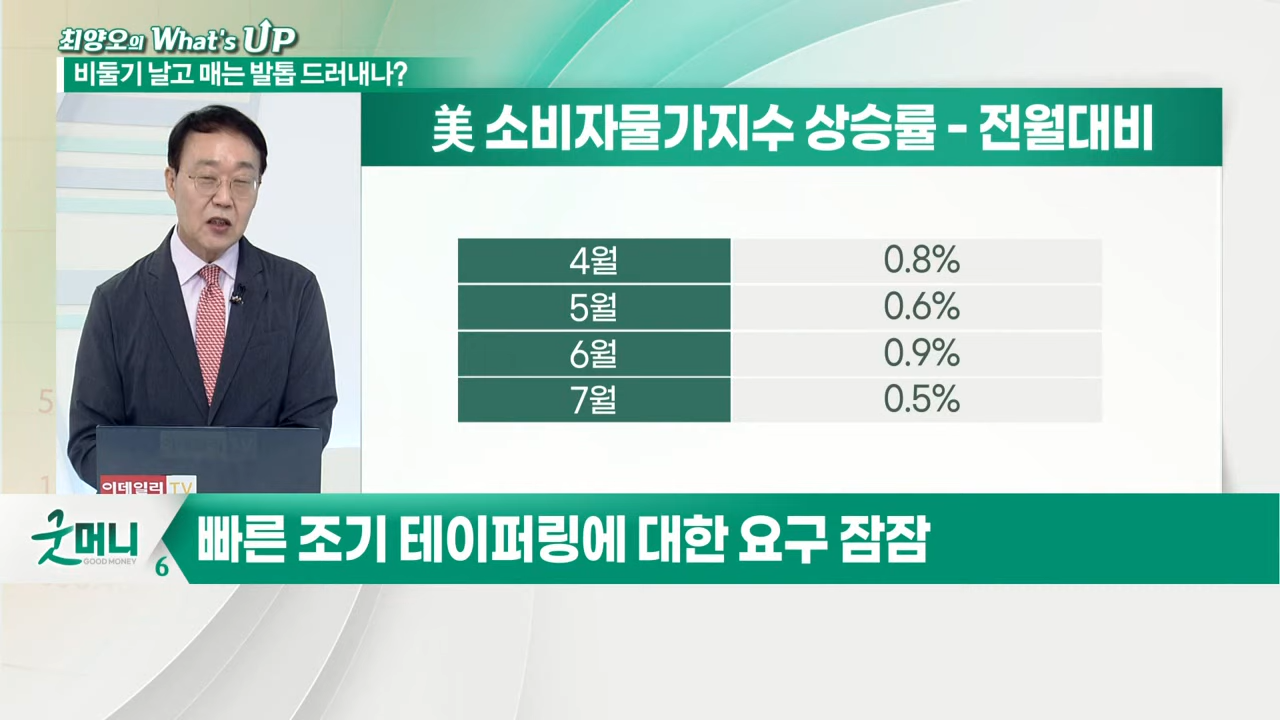 최양오의 What's UP
비둘기 날고 매는 발톱 드러내나?
美 소비자물가지수 상승률 - 전월대비
4월 0.8%
5월 0.6%
6월 0.9%
7월 0.5%
이데일리TV
굿머니
GOOD MONEY
6
빠른 조기 테이퍼링에 대한 요구 잠잠